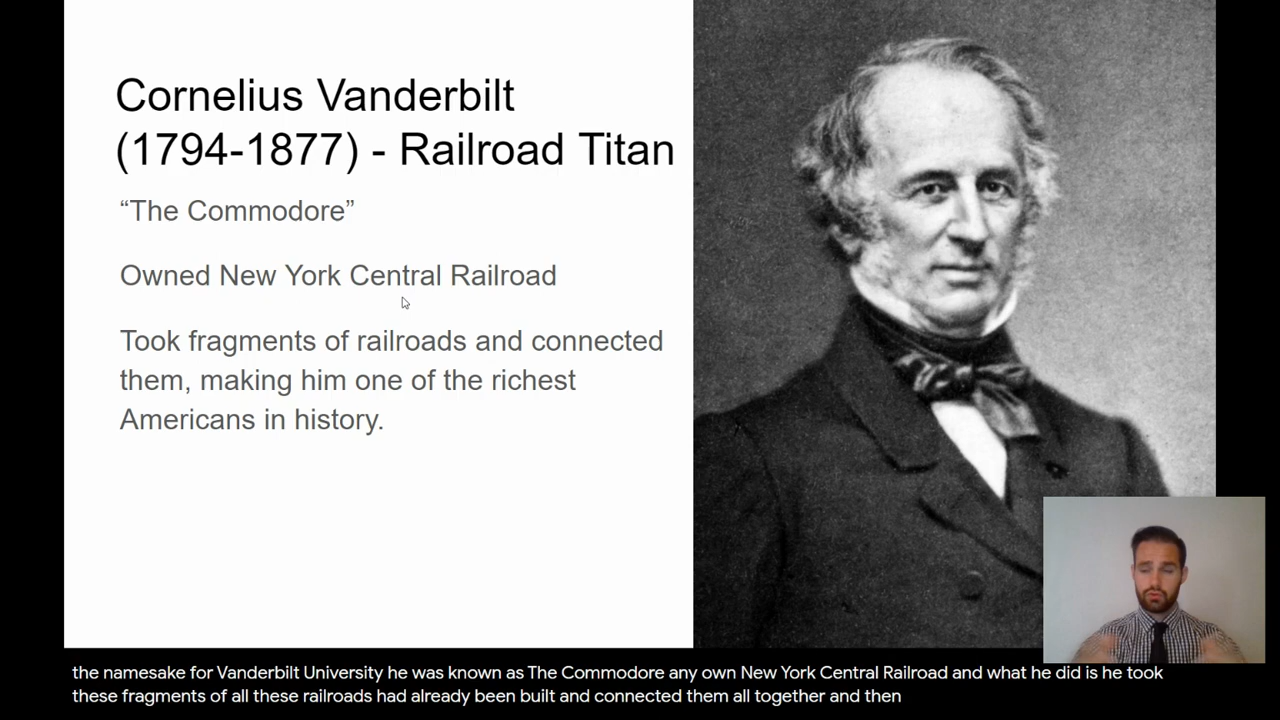 Cornelius Vanderbilt
(1794-1877) - Railroad Titan
“The Commodore”
Owned New York Central Railroad
Took fragments of railroads and connected
them, making him one of the richest
Americans in history.
the namesake for Vanderbilt University he was known as The Commodore any own New York Central Railroad and what he did is he took
these fragments of all these railroads had already been built and connected them all together and then